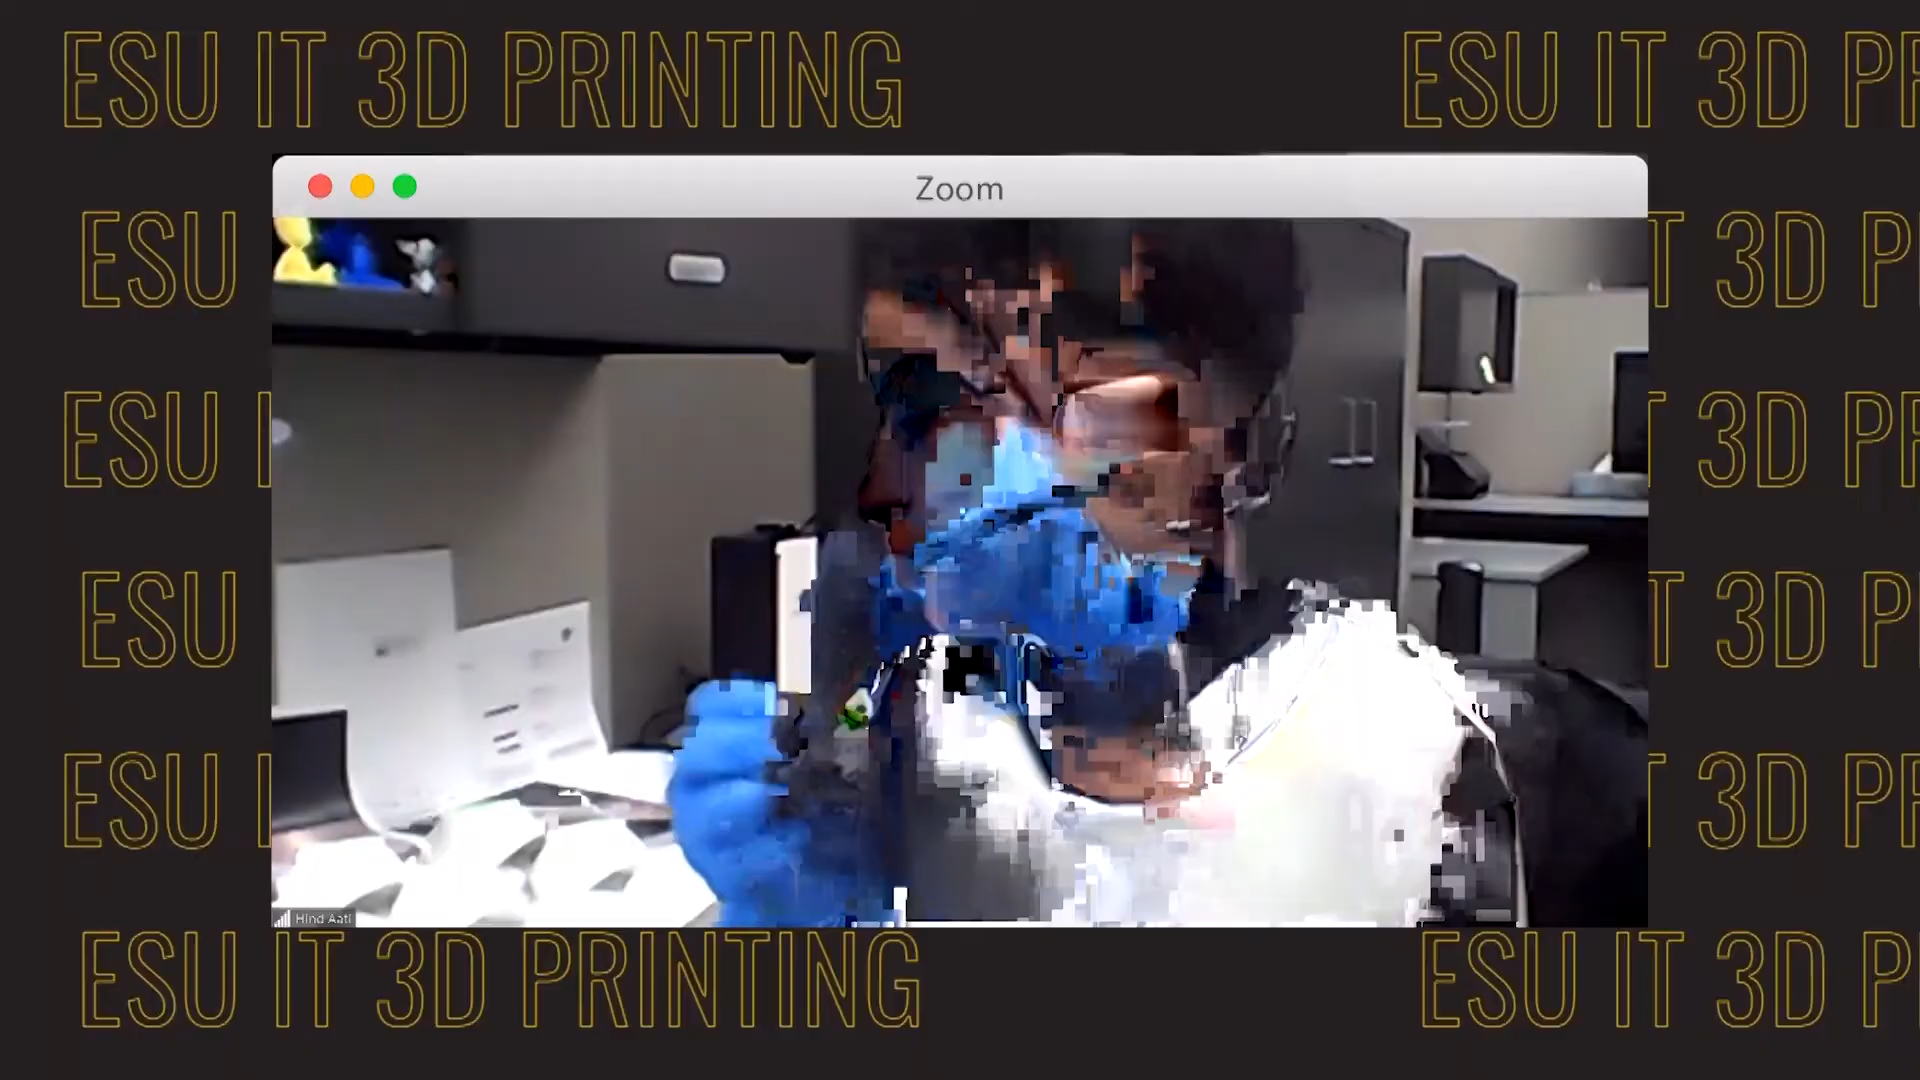 ESU IT 3D PRINTING ESU IT 3D PR
Zoom
ESU T 3D P
ESU I T 3D PR
ESU T 3D P
ESU I T 3D PR
Hind Aati
ESU IT 3D PRINTING ESU IT 3D P